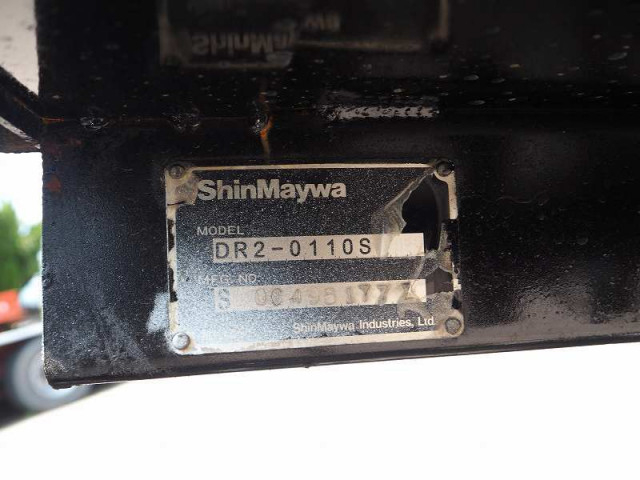 ShinMaywa
MODEL
DR2-0110S
MFG.NO.
S
ShinMaywa Industries, Ltd